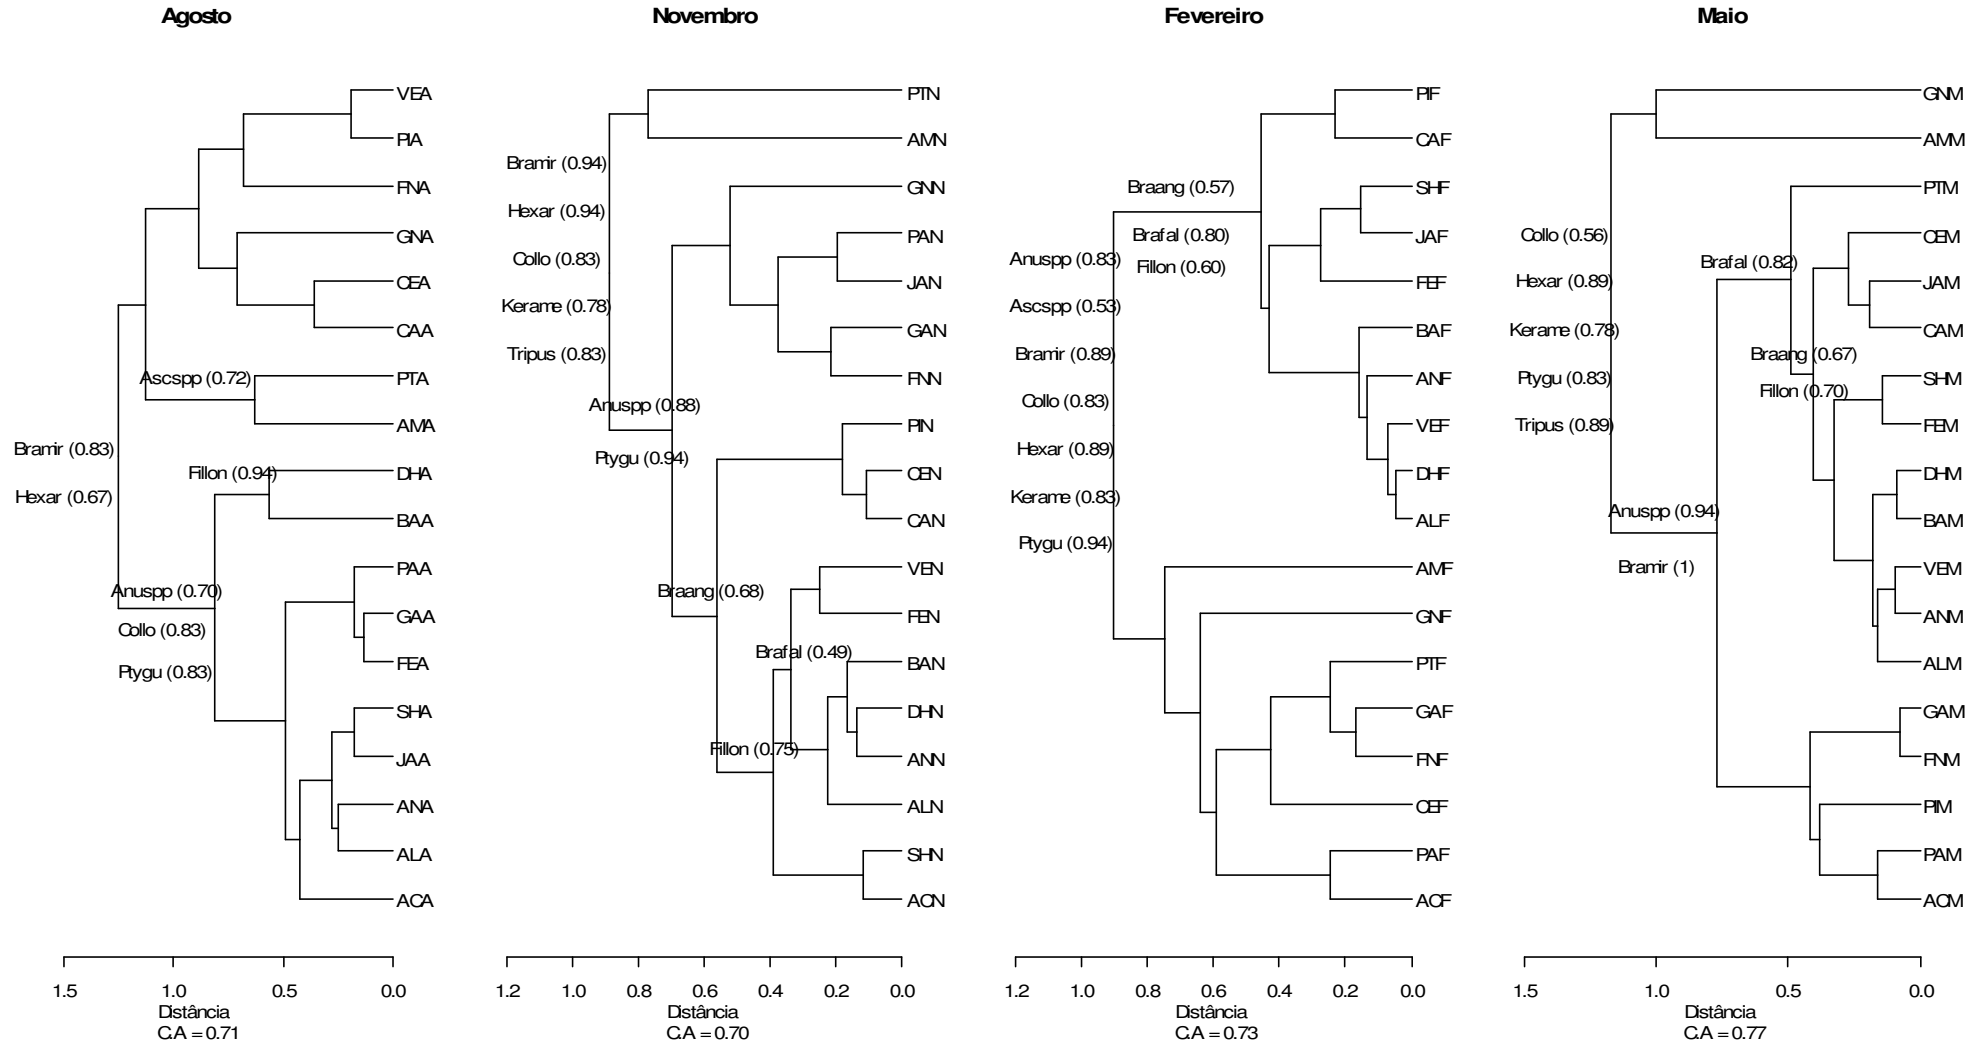 Agosto
VEA
PIA
FNA
GNA
CEA
CAA
Ascspp (0.72)
PTA
AMA
Bramir (0.83)
Fillon (0.94)
DHA
Hexar (0.67)
BAA
PAA
Anuspp (0.70)
GAA
Collo (0.83)
FEA
Ptygu (0.83)
SHA
JAA
ANA
ALA
ACA
1.5 1.0 0.5 0.0
Distância
C.A = 0.71
Novembro
PTN
AMN
Bramir (0.94)
GNN
Hexar (0.94)
PAN
Collo (0.83)
JAN
Kerame (0.78)
GAN
Tripus (0.83)
FNN
Anuspp (0.88)
PIN
Ptygu (0.94)
CEN
CAN
VEN
Braang (0.68)
FEN
Brafal (0.49)
BAN
DHN
Fillon (0.75)
ANN
ALN
SHN
ACN
1.2 1.0 0.8 0.6 0.4 0.2 0.0
Distância
C.A = 0.70
Fevereiro
PIF
CAF
Braang (0.57)
SHF
Brafal (0.80)
JAF
Anuspp (0.83)
Fillon (0.60)
FEF
Ascspp (0.53)
BAF
Bramir (0.89)
ANF
Collo (0.83)
VEF
Hexar (0.89)
DHF
Kerame (0.83)
ALF
Ptygu (0.94)
AMF
GNF
PTF
GAF
FNF
CEF
PAF
ACF
1.2 1.0 0.8 0.6 0.4 0.2 0.0
Distância
C.A = 0.73
Maio
GNM
AMM
PTM
Collo (0.56)
CEM
Brafal (0.82)
Hexar (0.89)
JAM
Kerame (0.78)
CAM
Braang (0.67)
Ptygu (0.83)
SHM
Fillon (0.70)
Tripus (0.89)
FEM
DHM
Anuspp (0.94)
BAM
Bramir (1)
VEM
ANM
ALM
GAM
FNM
PIM
PAM
ACM
1.5 1.0 0.5 0.0
Distância
C.A = 0.77